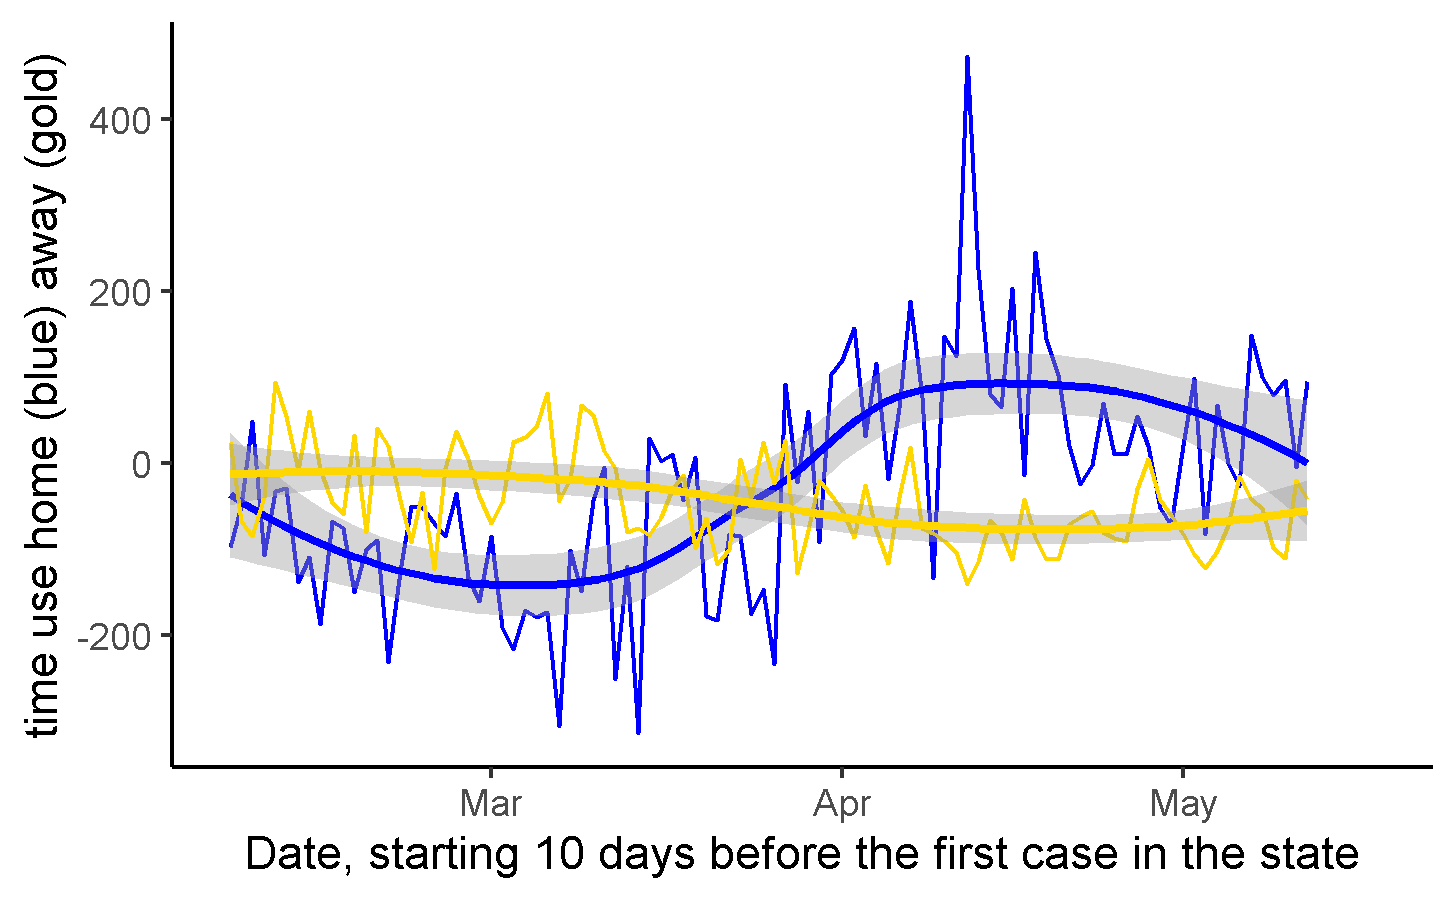 time use home (blue) away (gold)
400
200
0
-200
Mar
Apr
May
Date, starting 10 days before the first case in the state